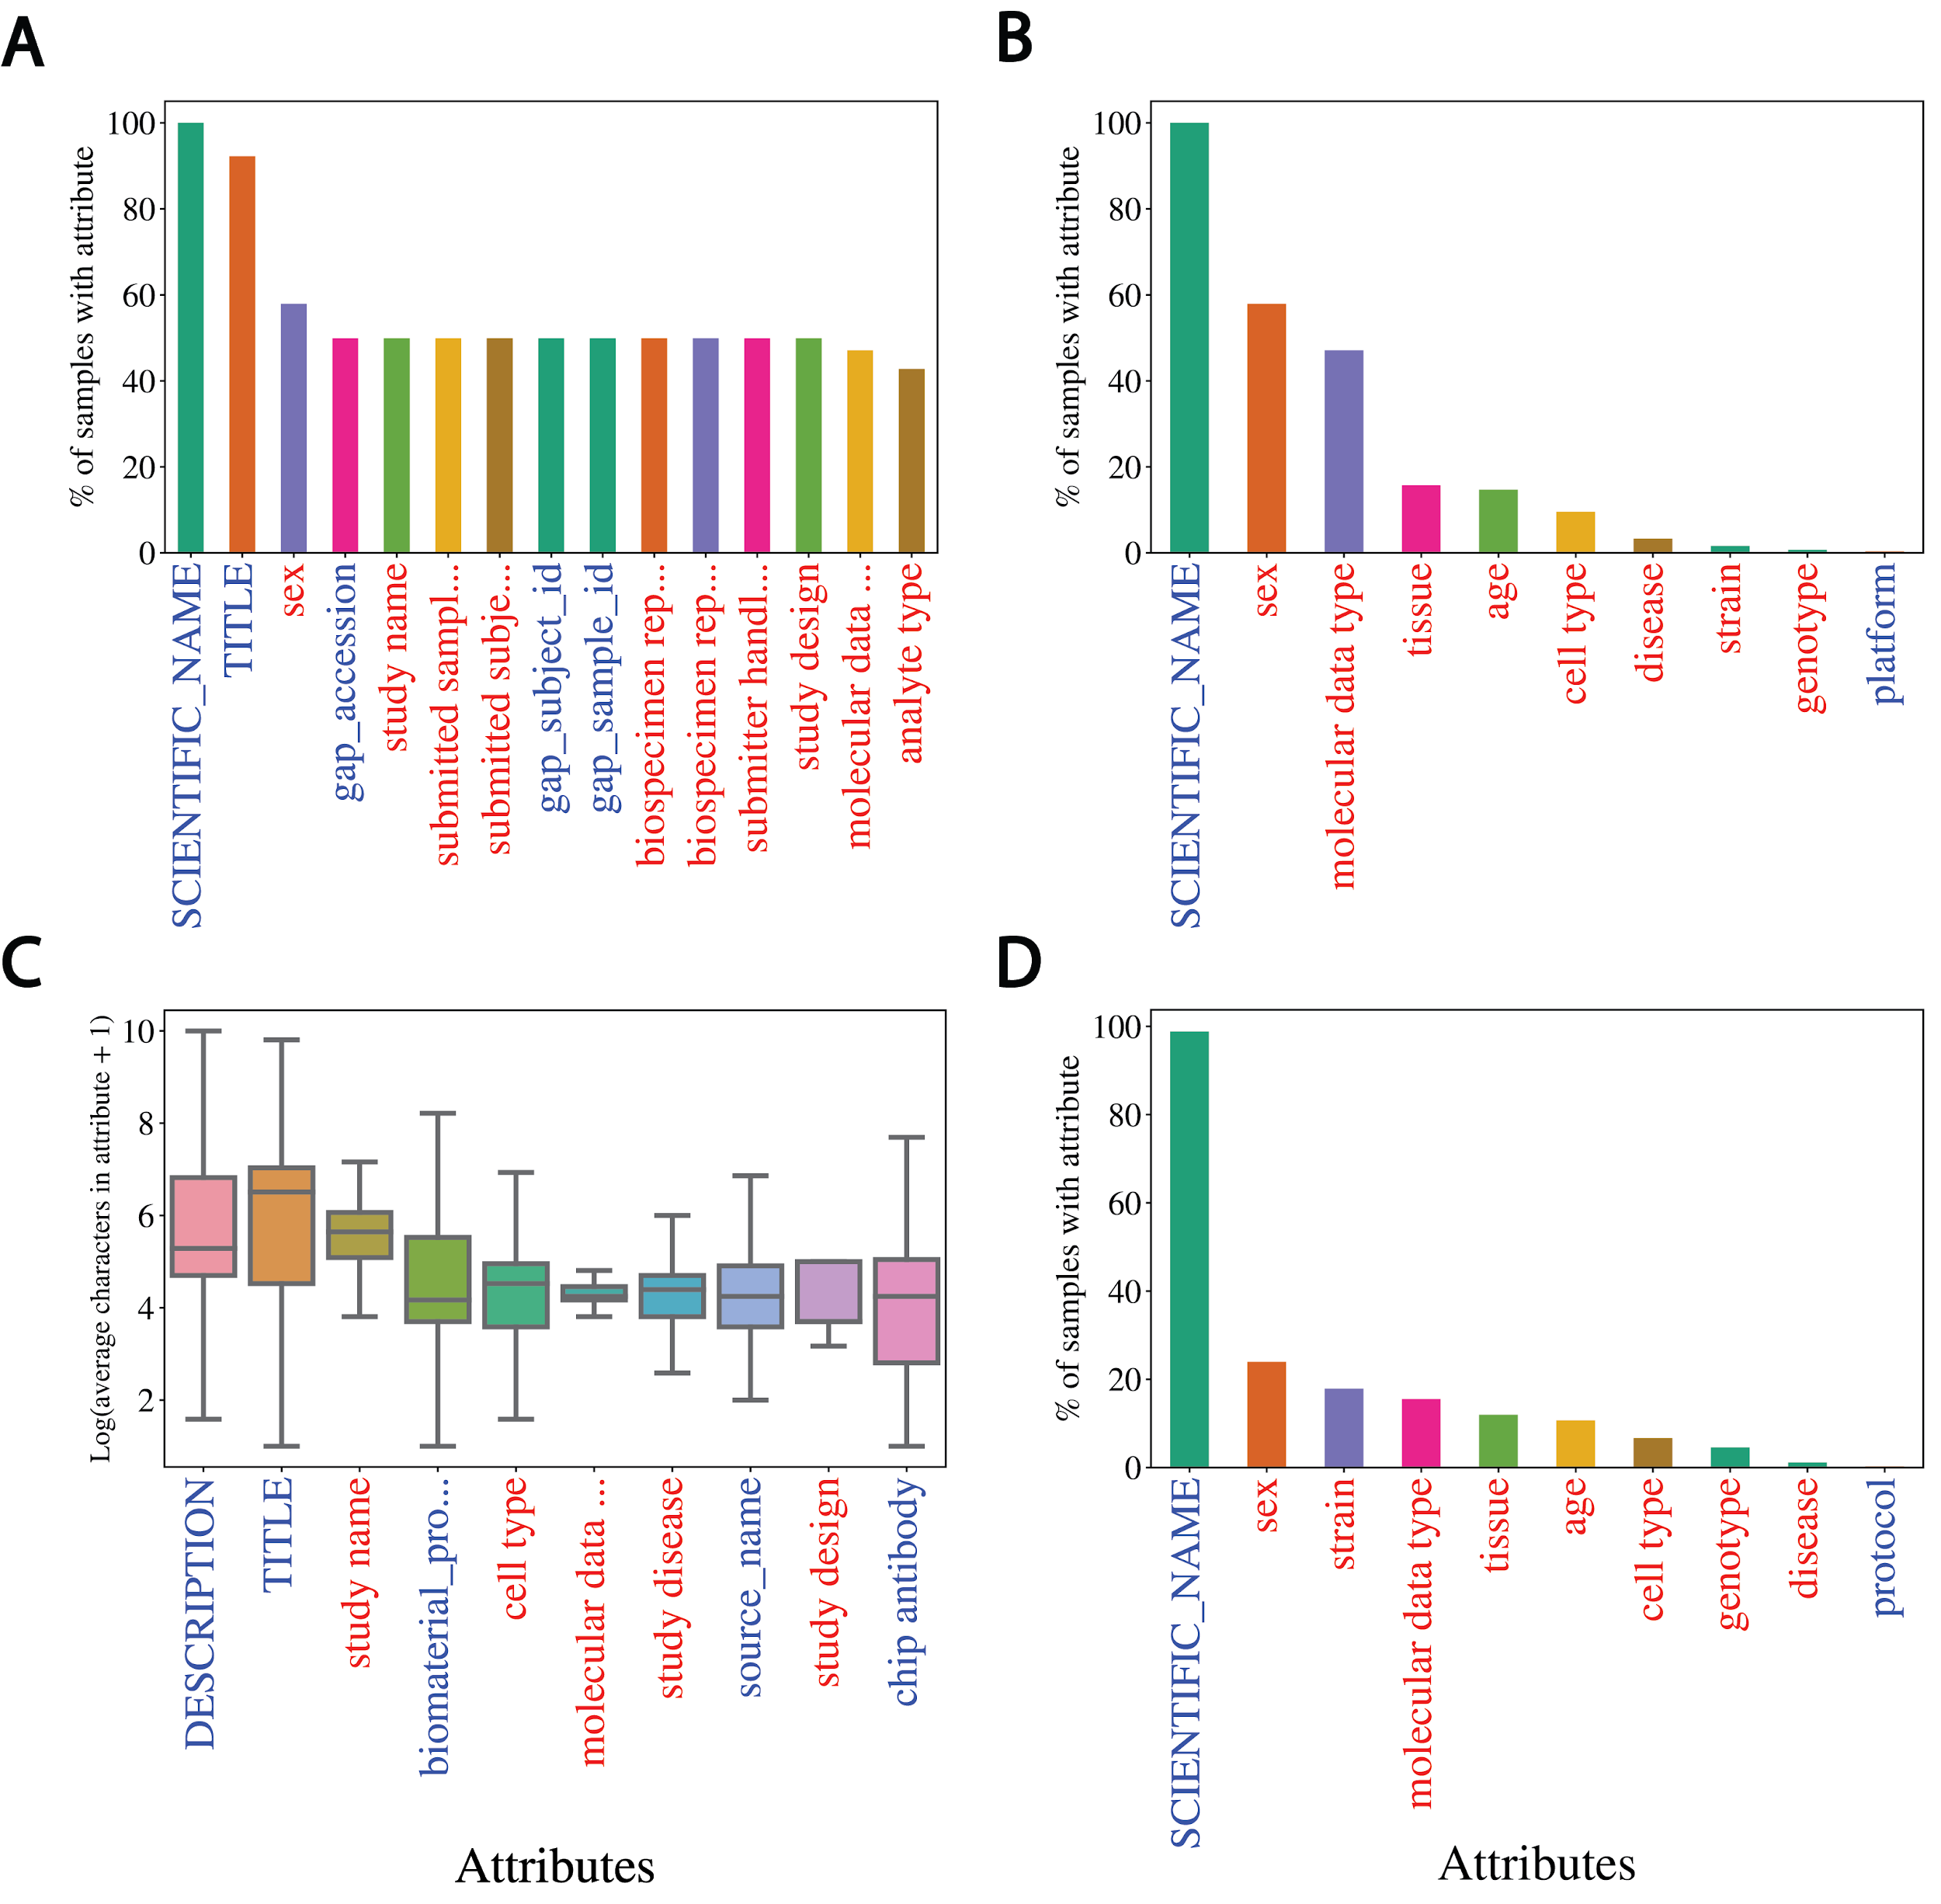 A
% of samples with attribute
100
80
60
40
20
0
SCIENTIFIC_NAME
TITLE
sex
gap_accession
study name
submitted sampl...
submitted subje...
gap_subject_id
gap_sample_id
biospecimen rep...
biospecimen rep...
submitter handl...
study design
molecular data ...
analyte type
B
% of samples with attribute
100
80
60
40
20
0
SCIENTIFIC_NAME
sex
molecular data type
tissue
age
cell type
disease
strain
genotype
platform
C
Log(average characters in attribute + 1)
10
8
6
4
2
DESCRIPTION
TITLE
study name
biomaterial_pro...
cell type
molecular data ...
study disease
source_name
study design
chip antibody
Attributes
D
% of samples with attribute
100
80
60
40
20
0
SCIENTIFIC_NAME
sex
strain
molecular data type
tissue
age
cell type
genotype
disease
protocol
Attributes